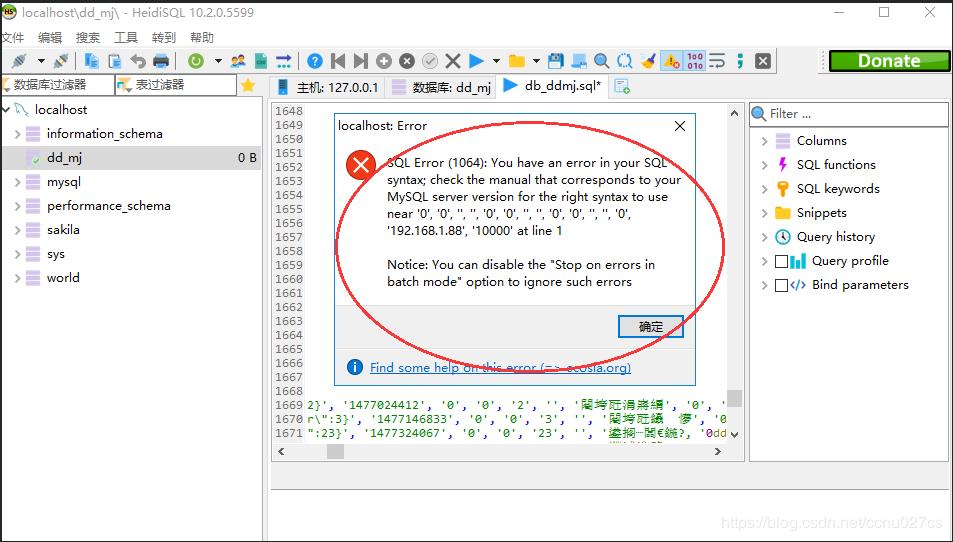 localhost\dd_mj\ - HeidiSQL 10.2.0.5599
文件 编辑 搜索 工具 转到 帮助
Donate
数据库过滤器 表过滤器 主机: 127.0.0.1 数据库: dd_mj db_ddmj.sql*
localhost
information_schema
dd_mj 0 B
mysql
performance_schema
sakila
sys
world
1648
1649
1650
1651
1652
1653
1654
1655
1656
1657
1658
1659
1660
1661
1662
1663
1664
1665
1666
1667
1668
1669 2}', '1477024412', '0', '0', '2', '',
1670 r\":3}', '1477146833', '0', '0', '3', '',
1671 ":23}', '1477324067', '0', '0', '23', '',
localhost: Error
SQL Error (1064): You have an error in your SQL
syntax; check the manual that corresponds to your
MySQL server version for the right syntax to use
near '0', '0', '', '', '0', '0', '', '', '0', '0', '', '', '0',
'192.168.1.88', '10000' at line 1
Notice: You can disable the "Stop on errors in
batch mode" option to ignore such errors
确定
Find some help on this error (=> ecosia.org)
Filter ...
Columns
SQL functions
SQL keywords
Snippets
Query history
Query profile
Bind parameters
https://blog.csdn.net/ccnu027cs